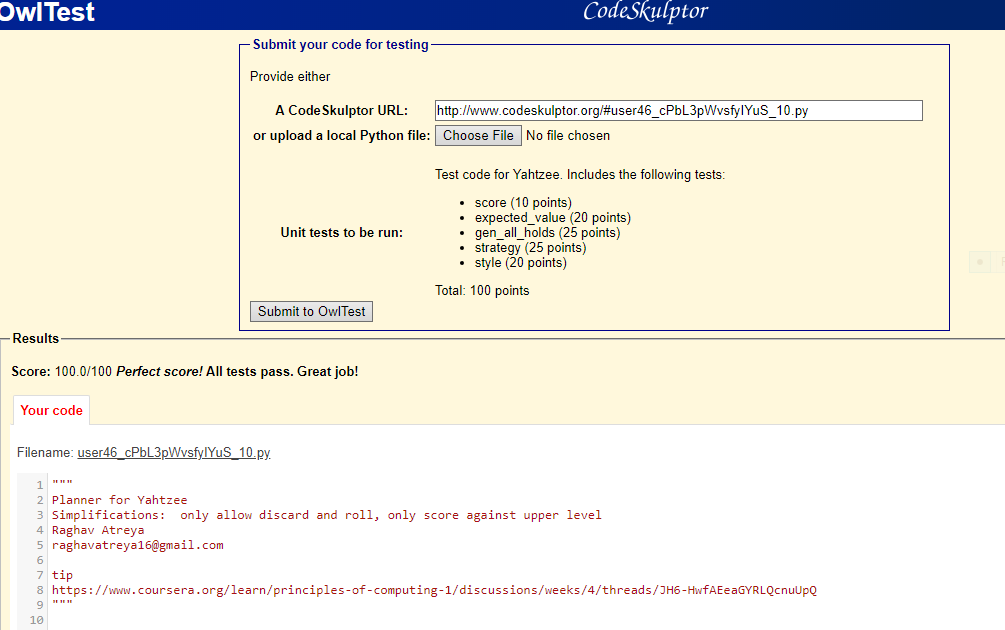 OwlTest
CodeSkulptor
Submit your code for testing
Provide either
A CodeSkulptor URL: http://www.codeskulptor.org/#user46_cPbL3pWvsfyIYuS_10.py
or upload a local Python file: Choose File No file chosen
Test code for Yahtzee. Includes the following tests:
• score (10 points)
• expected_value (20 points)
Unit tests to be run: • gen_all_holds (25 points)
• strategy (25 points)
• style (20 points)
Total: 100 points
Submit to OwlTest
Results
Score: 100.0/100 Perfect score! All tests pass. Great job!
Your code
Filename: user46_cPbL3pWvsfyIYuS_10.py
1 """
2 Planner for Yahtzee
3 Simplifications:  only allow discard and roll, only score against upper level
4 Raghav Atreya
5 raghavatreya16@gmail.com
6
7 tip
8 https://www.coursera.org/learn/principles-of-computing-1/discussions/weeks/4/threads/JH6-HwfAEeaGYRLQcnuUpQ
9 """
10